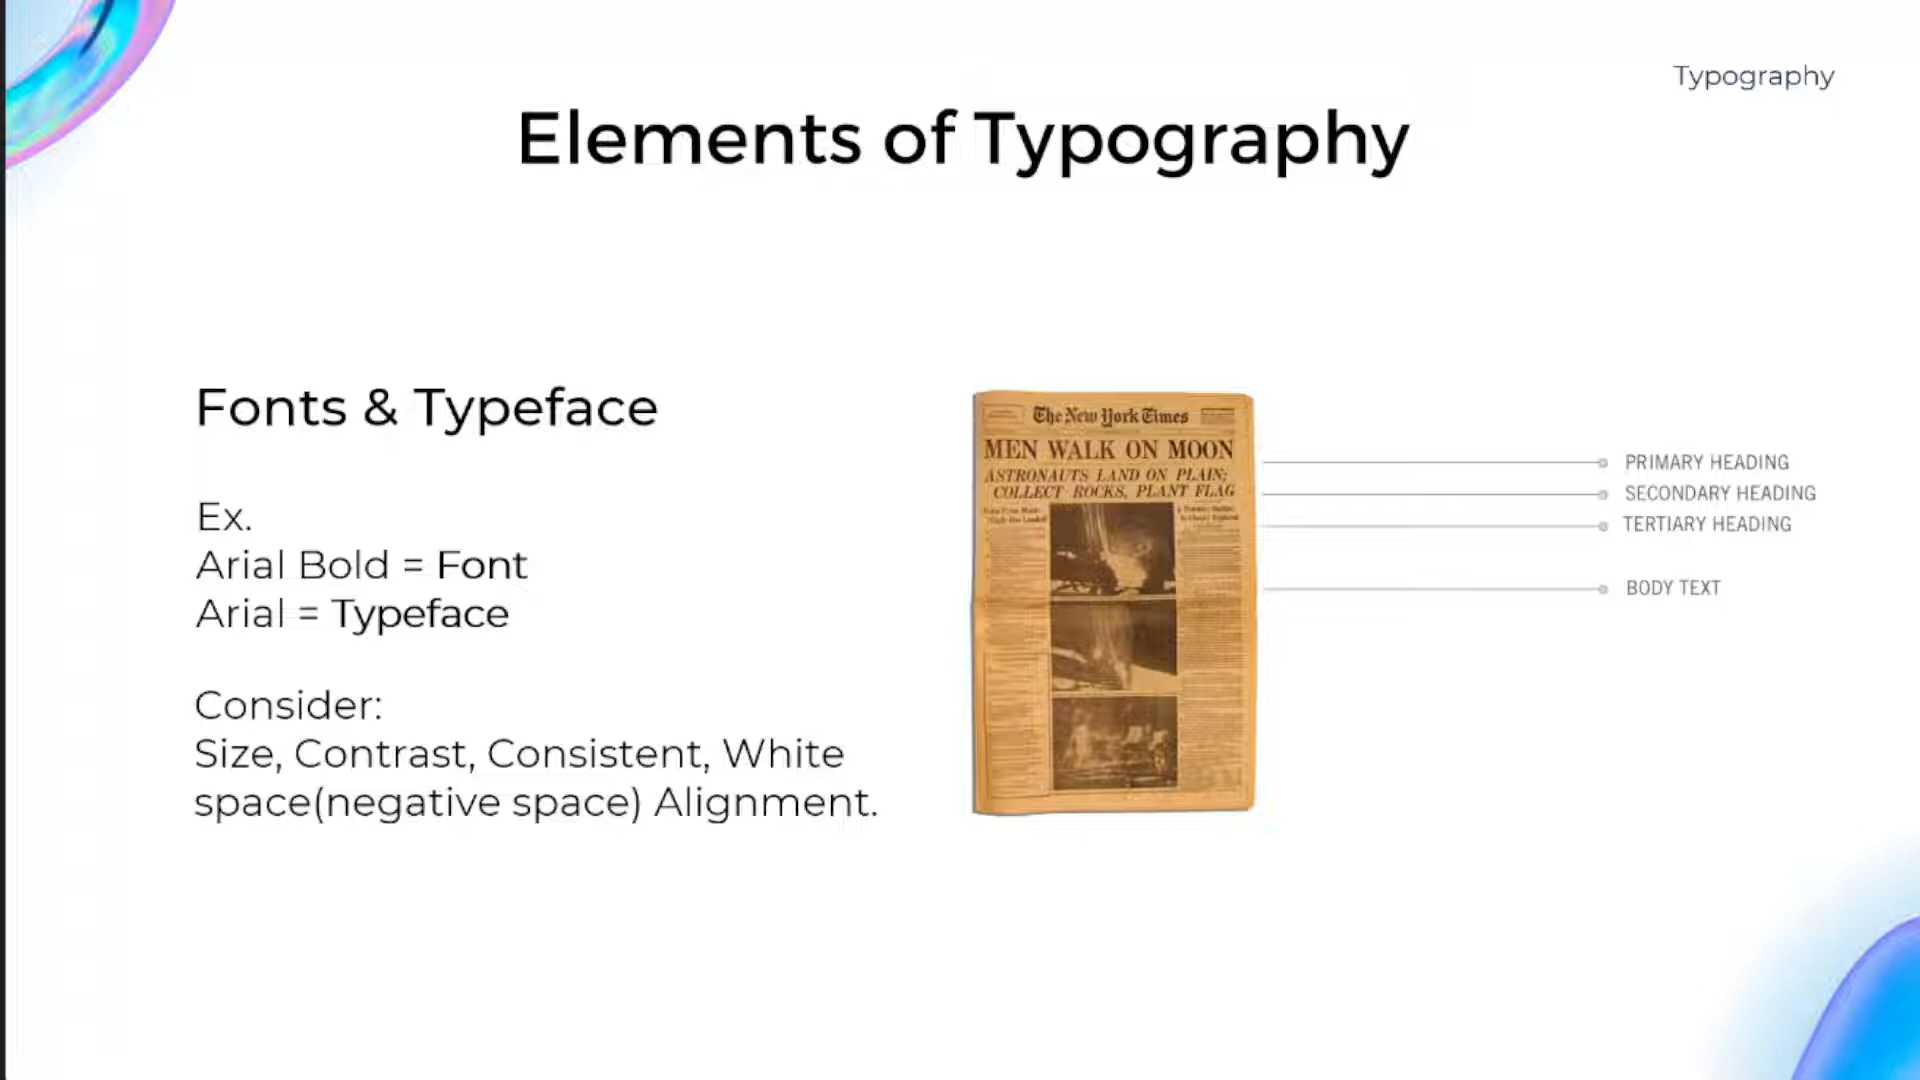 Typography
Elements of Typography
Fonts & Typeface
Ex.
Arial Bold = Font
Arial = Typeface
Consider:
Size, Contrast, Consistent, White
space(negative space) Alignment.
The New York Times
MEN WALK ON MOON
ASTRONAUTS LAND ON PLAIN;
COLLECT ROCKS, PLANT FLAG
PRIMARY HEADING
SECONDARY HEADING
TERTIARY HEADING
BODY TEXT